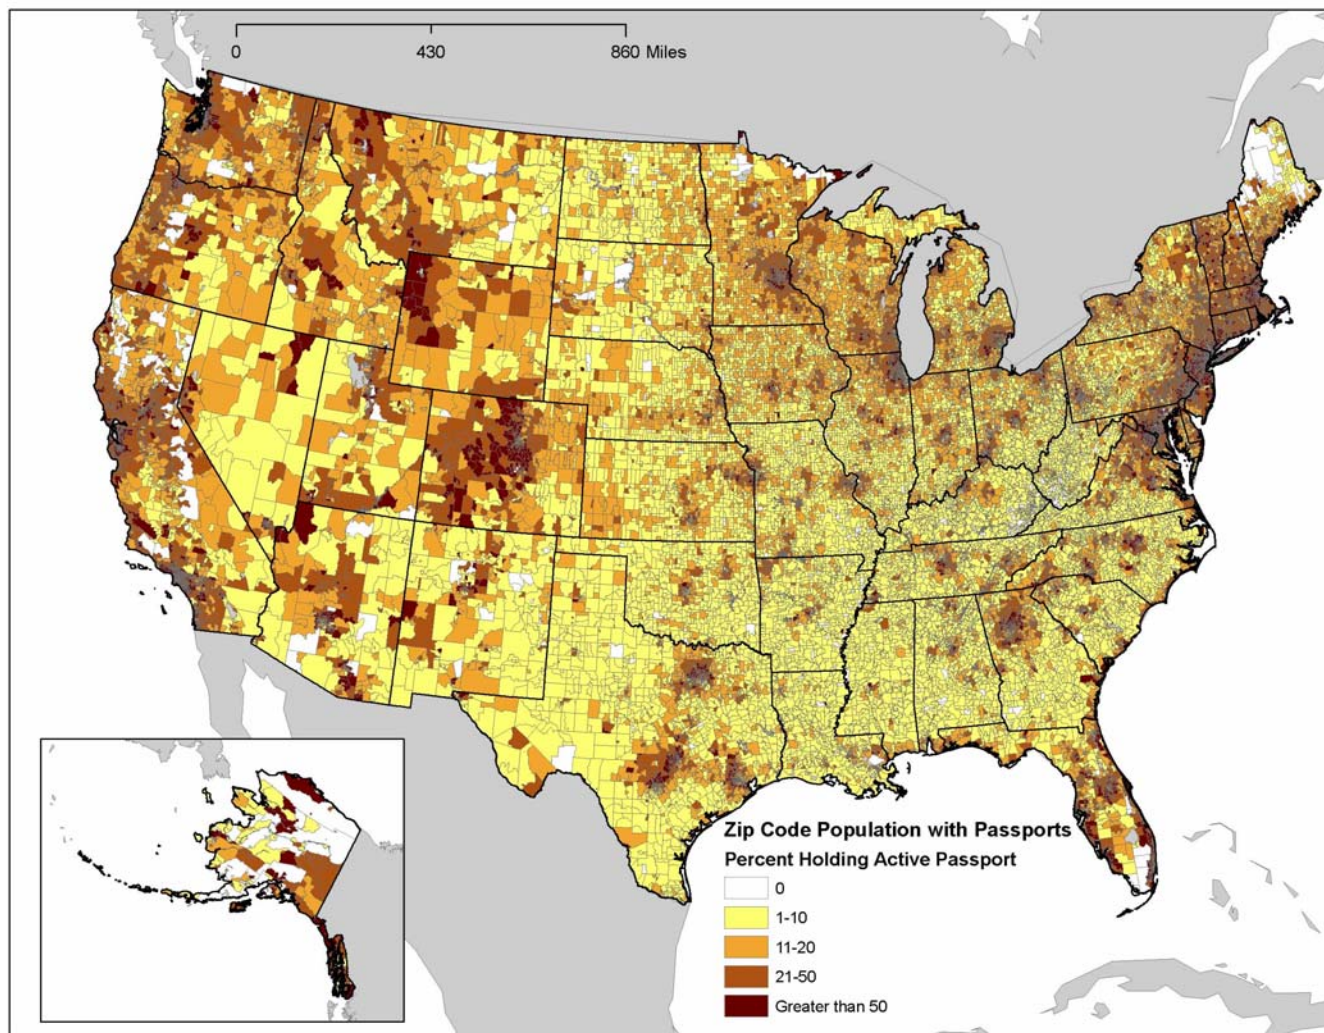 0 430 860 Miles
Zip Code Population with Passports
Percent Holding Active Passport
0
1-10
11-20
21-50
Greater than 50